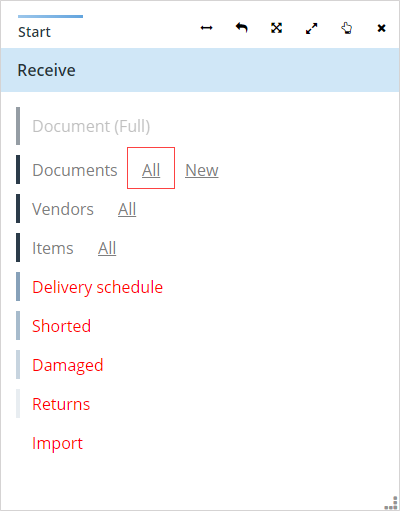 Start
Receive
Document (Full)
Documents All New
Vendors All
Items All
Delivery schedule
Shorted
Damaged
Returns
Import